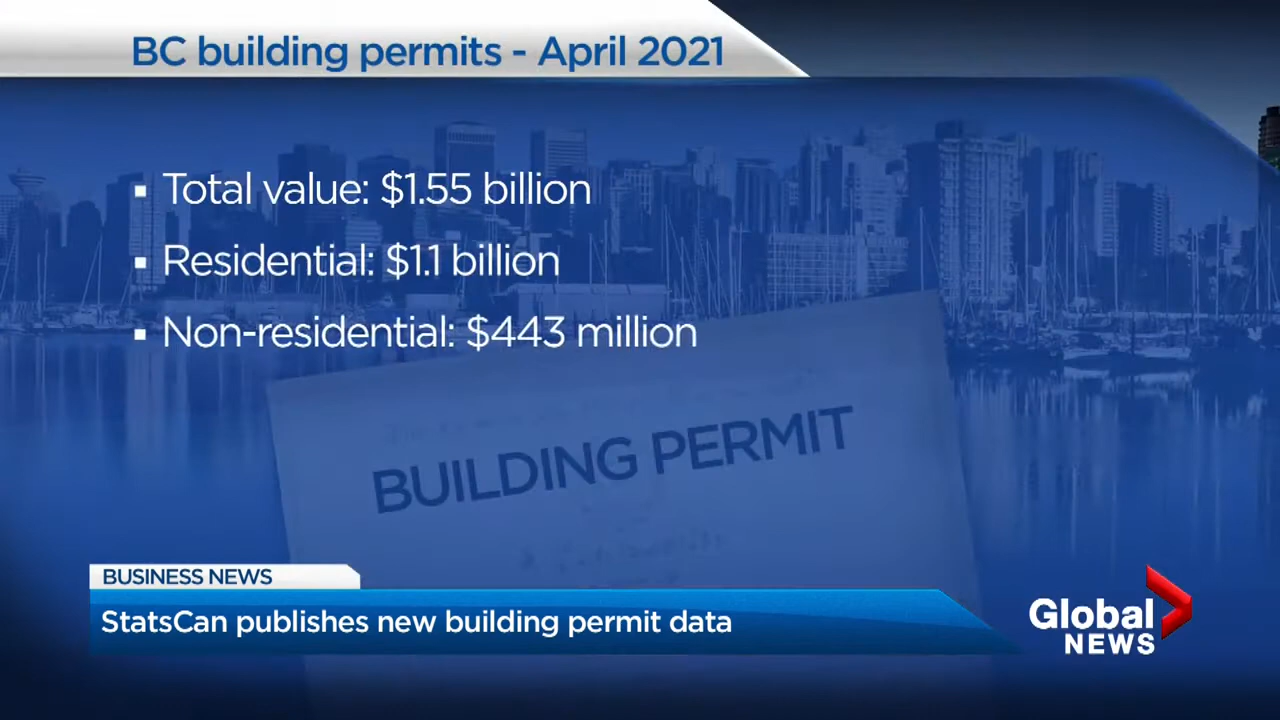 BC building permits - April 2021
▪ Total value: $1.55 billion
▪ Residential: $1.1 billion
▪ Non-residential: $443 million
BUILDING PERMIT
BUSINESS NEWS
StatsCan publishes new building permit data
Global
NEWS